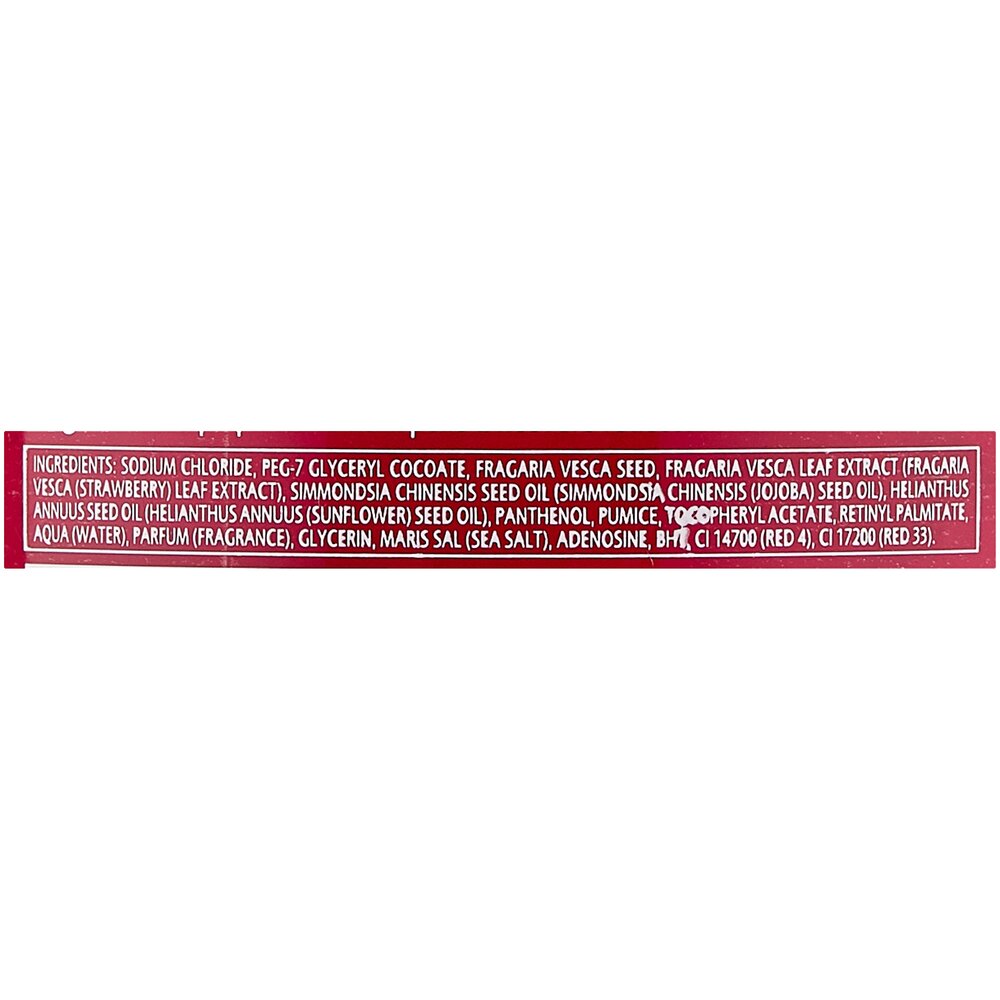 INGREDIENTS: SODIUM CHLORIDE, PEG-7 GLYCERYL COCOATE, FRAGARIA VESCA SEED, FRAGARIA VESCA LEAF EXTRACT (FRAGARIA
VESCA (STRAWBERRY) LEAF EXTRACT), SIMMONDSIA CHINENSIS SEED OIL (SIMMONDSIA CHINENSIS (JOJOBA) SEED OIL), HELIANTHUS
ANNUUS SEED OIL (HELIANTHUS ANNUUS (SUNFLOWER) SEED OIL), PANTHENOL, PUMICE, TOCOPHERYL ACETATE, RETINYL PALMITATE,
AQUA (WATER), PARFUM (FRAGRANCE), GLYCERIN, MARIS SAL (SEA SALT), ADENOSINE, BHT, CI 14700 (RED 4), CI 17200 (RED 33).